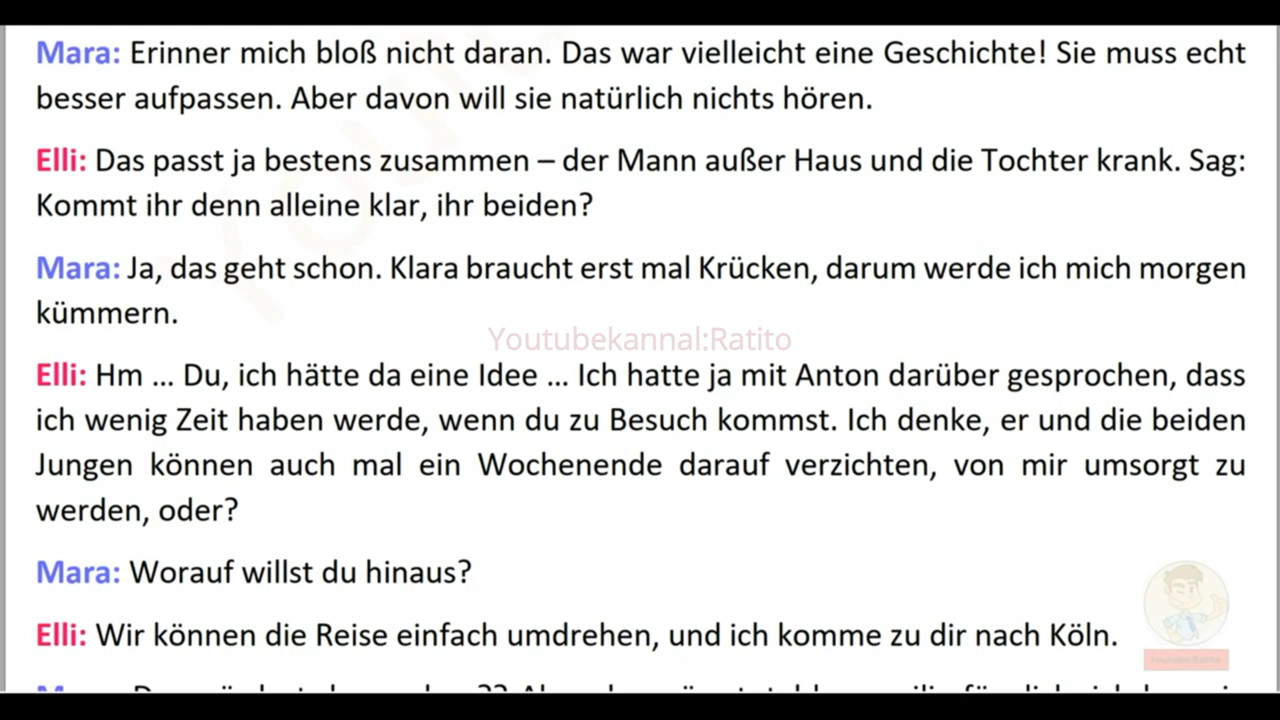 Mara: Erinner mich bloß nicht daran. Das war vielleicht eine Geschichte! Sie muss echt
besser aufpassen. Aber davon will sie natürlich nichts hören.
Elli: Das passt ja bestens zusammen – der Mann außer Haus und die Tochter krank. Sag:
Kommt ihr denn alleine klar, ihr beiden?
Mara: Ja, das geht schon. Klara braucht erst mal Krücken, darum werde ich mich morgen
kümmern.
Youtubekannal:Ratito
Elli: Hm ... Du, ich hätte da eine Idee ... Ich hatte ja mit Anton darüber gesprochen, dass
ich wenig Zeit haben werde, wenn du zu Besuch kommst. Ich denke, er und die beiden
Jungen können auch mal ein Wochenende darauf verzichten, von mir umsorgt zu
werden, oder?
Mara: Worauf willst du hinaus?
Elli: Wir können die Reise einfach umdrehen, und ich komme zu dir nach Köln.